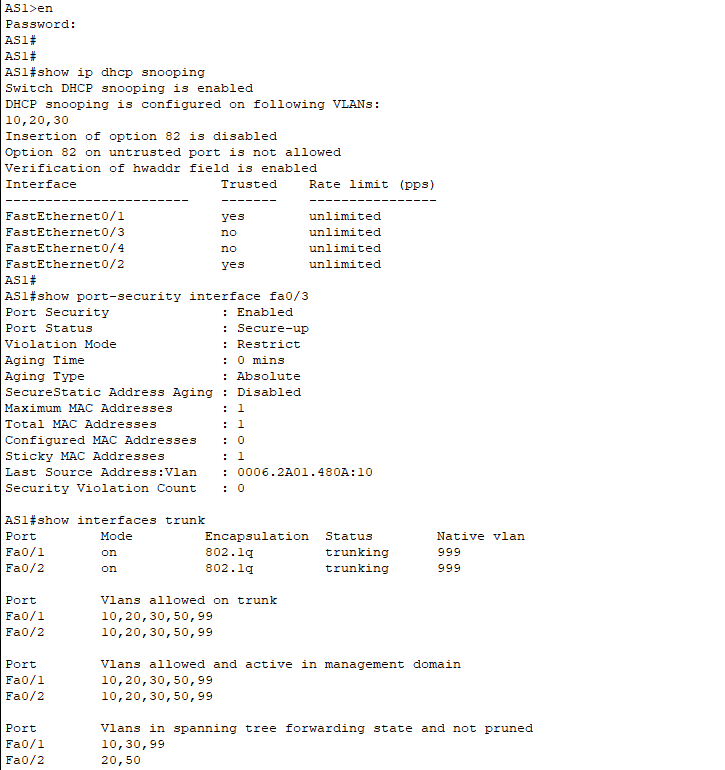 AS1>en
Password:
AS1#
AS1#
AS1#show ip dhcp snooping
Switch DHCP snooping is enabled
DHCP snooping is configured on following VLANs:
10,20,30
Insertion of option 82 is disabled
Option 82 on untrusted port is not allowed
Verification of hwaddr field is enabled
Interface                  Trusted    Rate limit (pps)
-----------------------    -------    ----------------
FastEthernet0/1            yes        unlimited
FastEthernet0/3            no         unlimited
FastEthernet0/4            no         unlimited
FastEthernet0/2            yes        unlimited
AS1#
AS1#show port-security interface fa0/3
Port Security              : Enabled
Port Status                : Secure-up
Violation Mode             : Restrict
Aging Time                 : 0 mins
Aging Type                 : Absolute
SecureStatic Address Aging : Disabled
Maximum MAC Addresses      : 1
Total MAC Addresses        : 1
Configured MAC Addresses   : 0
Sticky MAC Addresses       : 1
Last Source Address:Vlan   : 0006.2A01.480A:10
Security Violation Count   : 0
AS1#show interfaces trunk
Port        Mode         Encapsulation  Status        Native vlan
Fa0/1       on           802.1q         trunking      999
Fa0/2       on           802.1q         trunking      999
Port        Vlans allowed on trunk
Fa0/1       10,20,30,50,99
Fa0/2       10,20,30,50,99
Port        Vlans allowed and active in management domain
Fa0/1       10,20,30,50,99
Fa0/2       10,20,30,50,99
Port        Vlans in spanning tree forwarding state and not pruned
Fa0/1       10,30,99
Fa0/2       20,50